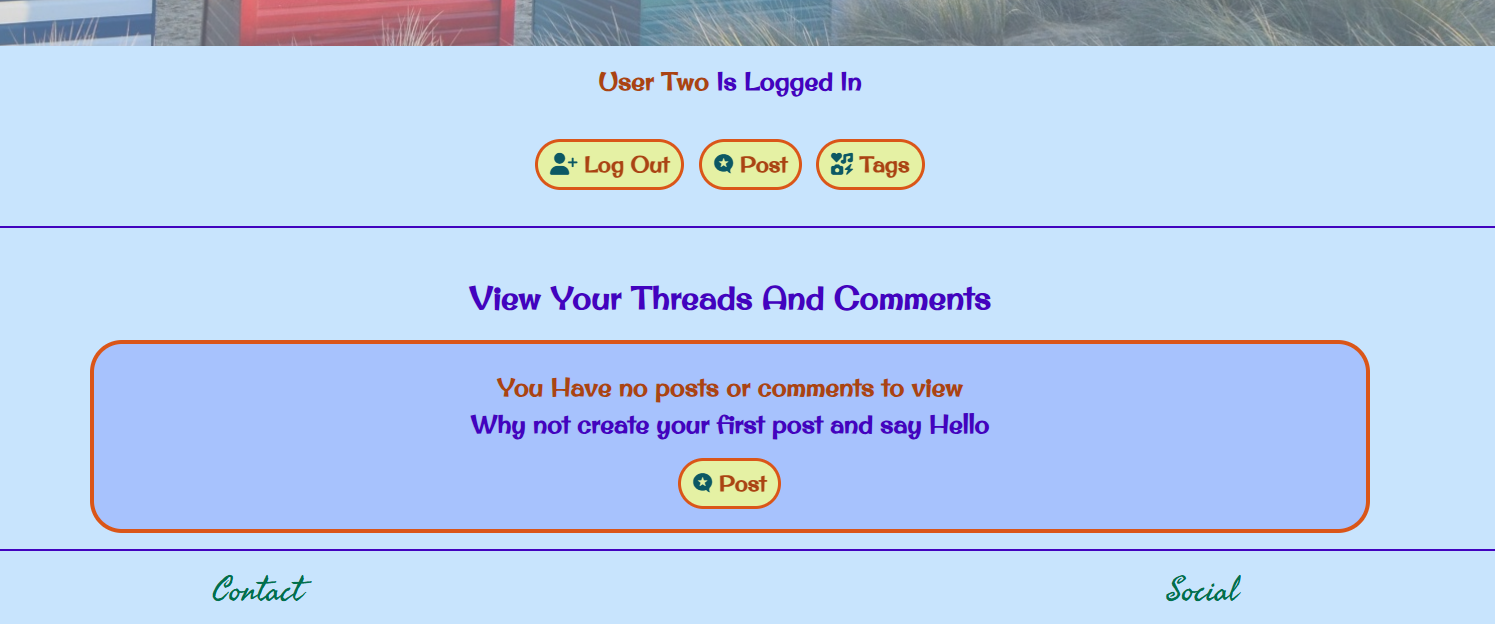 User Two Is Logged In
Log Out
Post
Tags
View Your Threads And Comments
You Have no posts or comments to view
Why not create your first post and say Hello
Post
Contact
Social